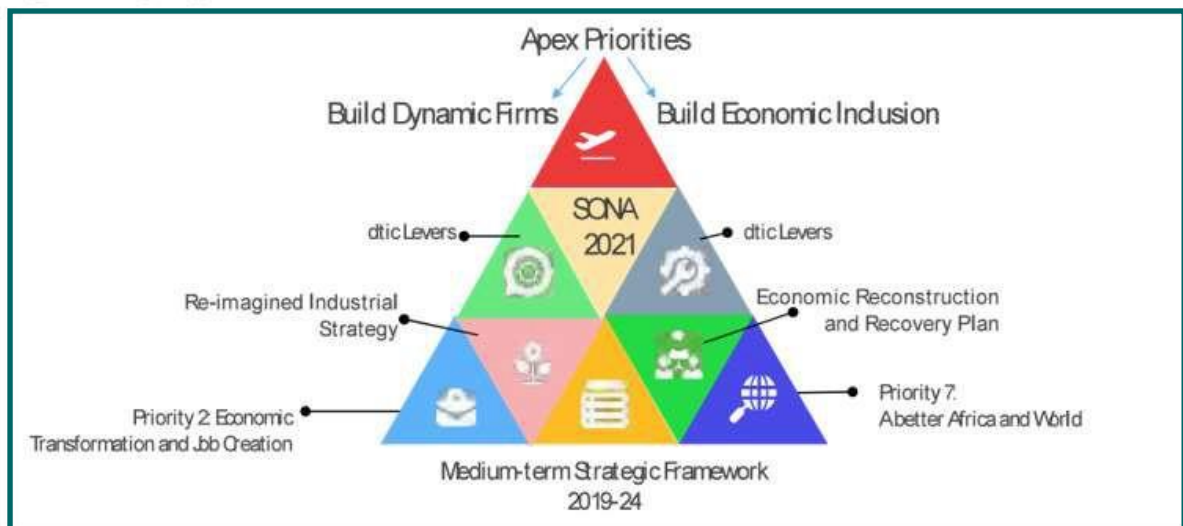 Apex Priorities
Build Dynamic Firms
Build Economic Inclusion
SONA
2021
dtic Levers
dtic Levers
Re-imagined Industrial
Strategy
Economic Reconstruction
and Recovery Plan
Priority 2: Economic
Transformation and Job Creation
Priority 7:
Abetter Africa and World
Medium-term Strategic Framework
2019-24